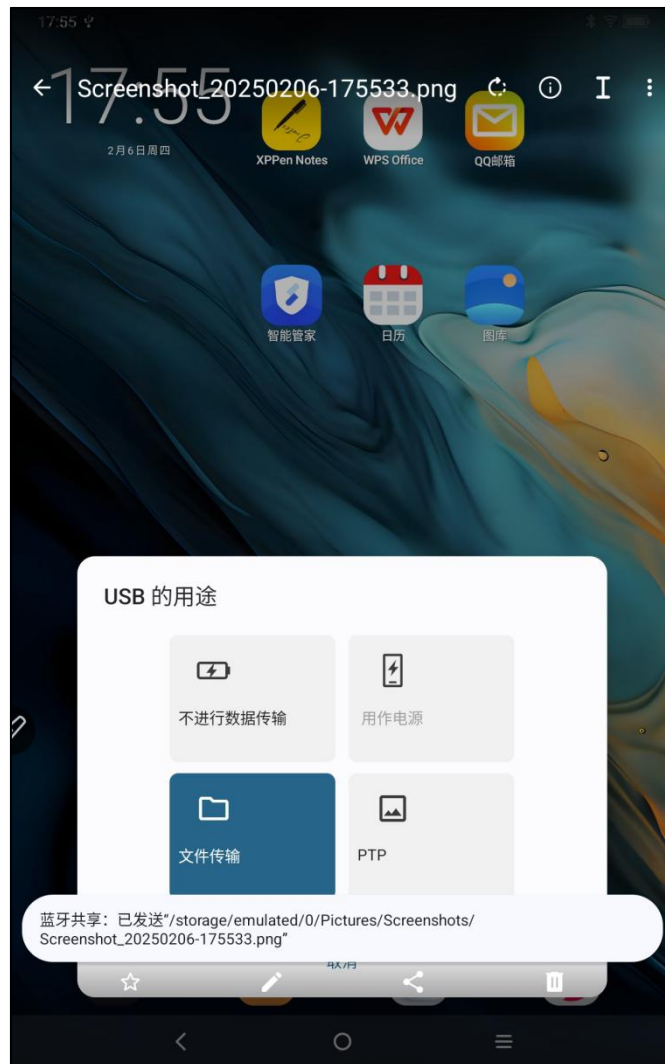 17:55
Screenshot_20250206-175533.png
17:55
2月6日周四
XPPen Notes
WPS Office
QQ邮箱
智能管家
日历
图库
USB 的用途
不进行数据传输
用作电源
文件传输
PTP
蓝牙共享：已发送“/storage/emulated/0/Pictures/Screenshots/
Screenshot_20250206-175533.png”
取消